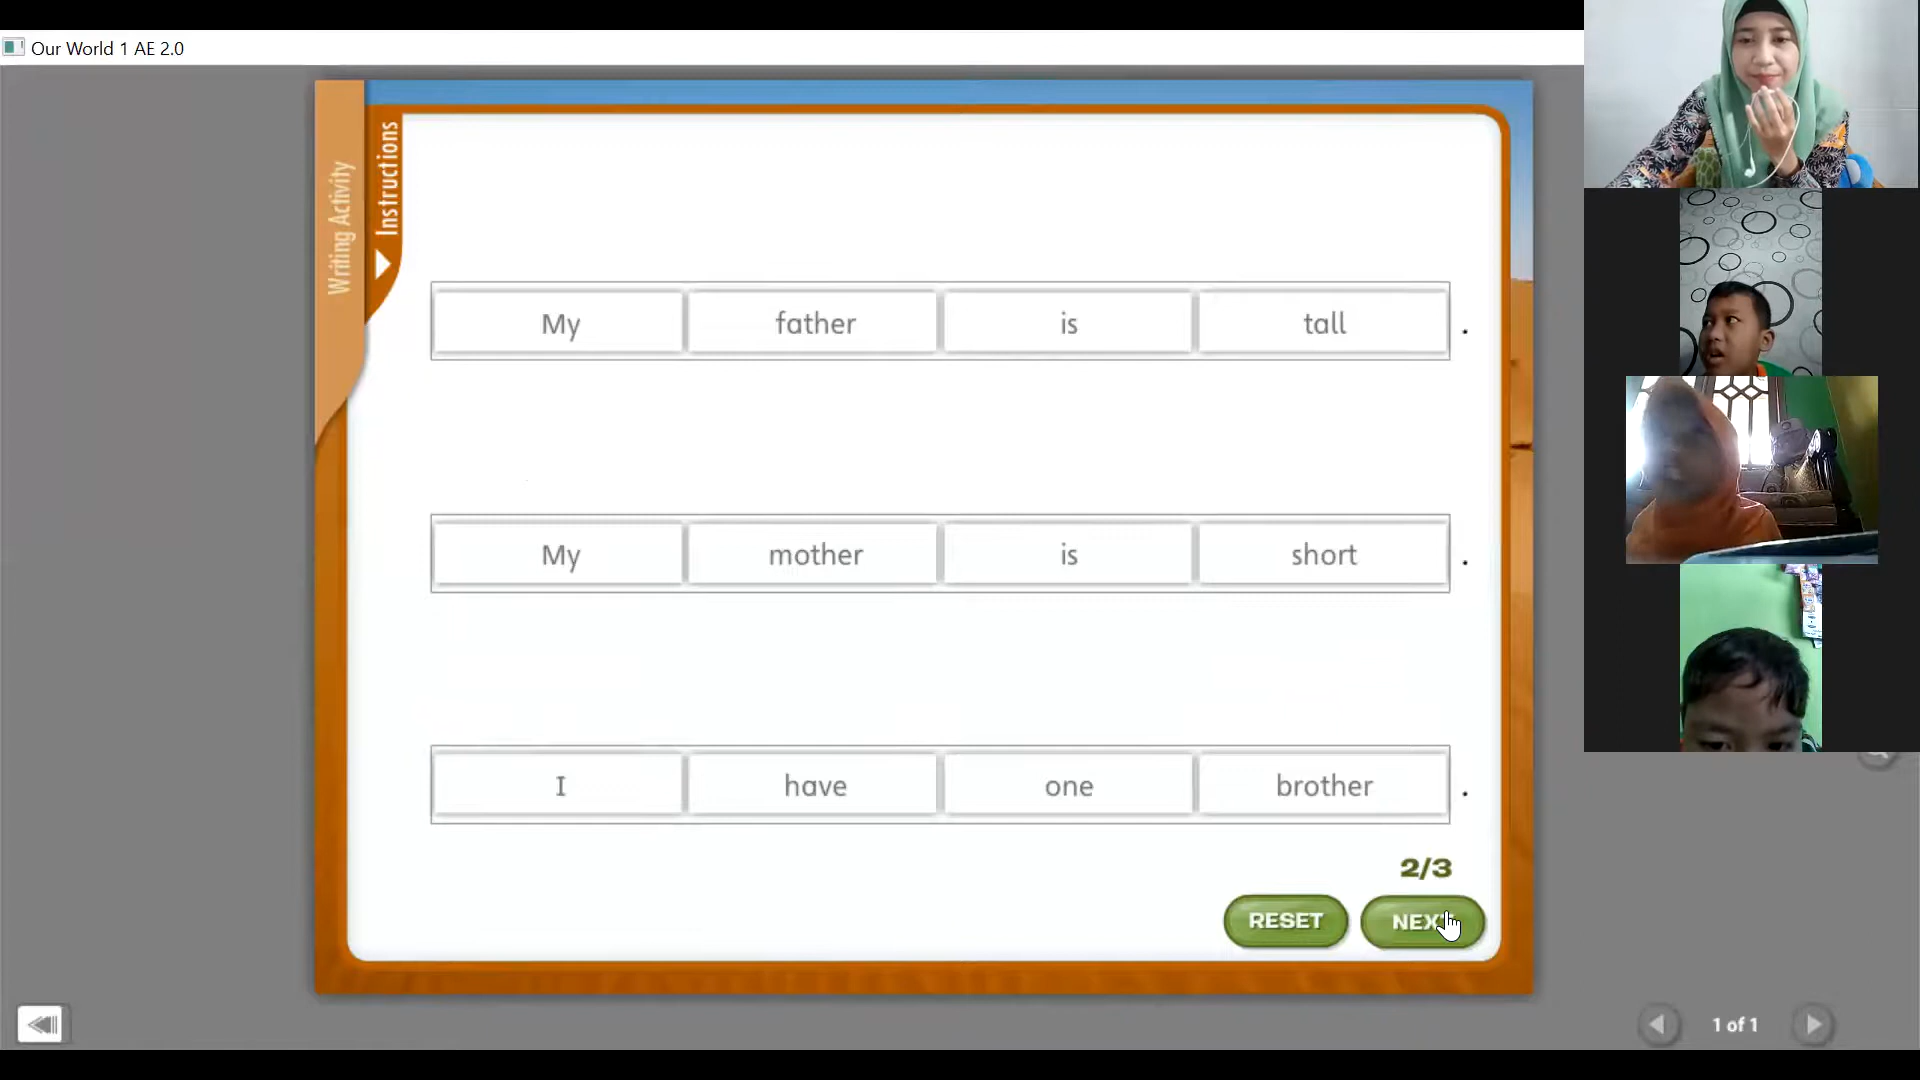 Our World 1 AE 2.0
Writing Activity
Instructions
My father is tall .
My mother is short .
I have one brother .
2/3
RESET NEXT
1 of 1